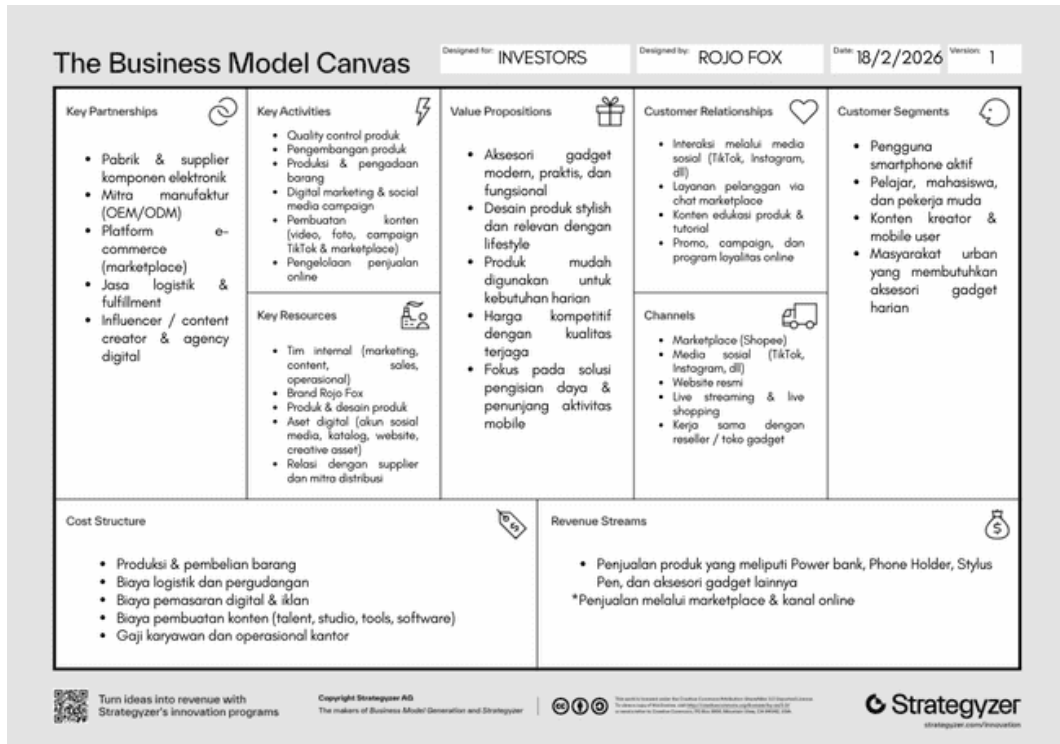 The Business Model Canvas
Designed for:
INVESTORS
Designed by:
ROJO FOX
Date:
18/2/2026
Version:
1
Key Partnerships
• Pabrik & supplier
komponen elektronik
• Mitra manufaktur
(OEM/ODM)
• Platform e-
commerce
(marketplace)
• Jasa logistik &
fulfillment
• Influencer / content
creator & agency
digital
Key Activities
• Quality control produk
• Pengembangan produk
• Produksi & pengadaan
barang
• Digital marketing & social
media campaign
• Pembuatan konten
(video, foto, campaign
TikTok & marketplace)
• Pengelolaan penjualan
online
Key Resources
• Tim internal (marketing,
content, sales,
operasional)
• Brand Rojo Fox
• Produk & desain produk
• Aset digital (akun sosial
media, katalog, website,
creative asset)
• Relasi dengan supplier
dan mitra distribusi
Value Propositions
• Aksesori gadget
modern, praktis, dan
fungsional
• Desain produk stylish
dan relevan dengan
lifestyle
• Produk mudah
digunakan untuk
kebutuhan harian
• Harga kompetitif
dengan kualitas
terjaga
• Fokus pada solusi
pengisian daya &
penunjang aktivitas
mobile
Customer Relationships
• Interaksi melalui media
sosial (TikTok, Instagram,
dll)
• Layanan pelanggan via
chat marketplace
• Konten edukasi produk &
tutorial
• Promo, campaign, dan
program loyalitas online
Channels
• Marketplace (Shopee)
• Media sosial (TikTok,
Instagram, dll)
• Website resmi
• Live streaming & live
shopping
• Kerja sama dengan
reseller / toko gadget
Customer Segments
• Pengguna
smartphone aktif
• Pelajar, mahasiswa,
dan pekerja muda
• Konten kreator &
mobile user
• Masyarakat urban
yang membutuhkan
aksesori gadget
harian
Cost Structure
• Produksi & pembelian barang
• Biaya logistik dan pergudangan
• Biaya pemasaran digital & iklan
• Biaya pembuatan konten (talent, studio, tools, software)
• Gaji karyawan dan operasional kantor
Revenue Streams
• Penjualan produk yang meliputi Power bank, Phone Holder, Stylus
Pen, dan aksesori gadget lainnya
*Penjualan melalui marketplace & kanal online
Turn ideas into revenue with
Strategyzer's innovation programs
Copyright Strategyzer AG
The makers of Business Model Generation and Strategyzer
Strategyzer
strategyzer.com/innovation